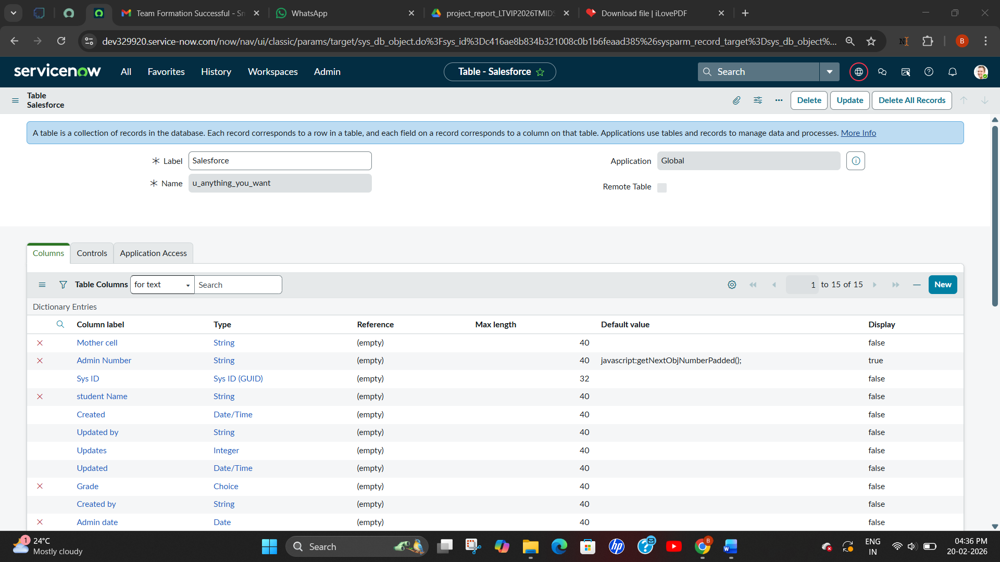 Team Formation Successful - Sm
WhatsApp
project_report_LTVIP2026TMIDS
Download file | iLovePDF
dev329920.service-now.com/now/nav/ui/classic/params/target/sys_db_object.do%3Fsys_id%3Dc416ae8b834b321008c0b1b6feaad385%26sysparm_record_target%3Dsys_db_object%...
B
servicenow
All
Favorites
History
Workspaces
Admin
Table - Salesforce
Search
Table
Salesforce
Delete
Update
Delete All Records
A table is a collection of records in the database. Each record corresponds to a row in a table, and each field on a record corresponds to a column on that table. Applications use tables and records to manage data and processes. More Info
Label Salesforce
Application Global
Name u_anything_you_want
Remote Table
Columns
Controls
Application Access
Table Columns for text Search
1 to 15 of 15
New
Dictionary Entries
Column label Type Reference Max length Default value Display
Mother cell String (empty) 40 false
Admin Number String (empty) 40 javascript:getNextObjNumberPadded(); true
Sys ID Sys ID (GUID) (empty) 32 false
student Name String (empty) 40 false
Created Date/Time (empty) 40 false
Updated by String (empty) 40 false
Updates Integer (empty) 40 false
Updated Date/Time (empty) 40 false
Grade Choice (empty) 40 false
Created by String (empty) 40 false
Admin date Date (empty) 40 false
1
24°C
Mostly cloudy
Search
hp
B
W
ENG
IN
04:36 PM
20-02-2026